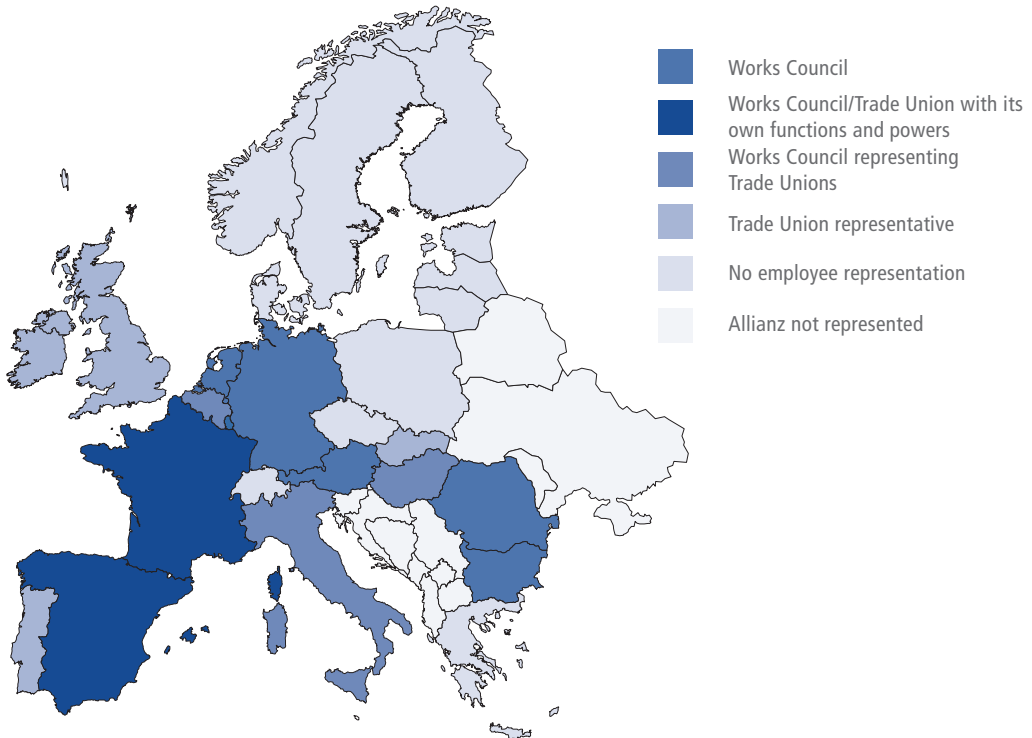 Works Council
Works Council/Trade Union with its
own functions and powers
Works Council representing
Trade Unions
Trade Union representative
No employee representation
Allianz not represented